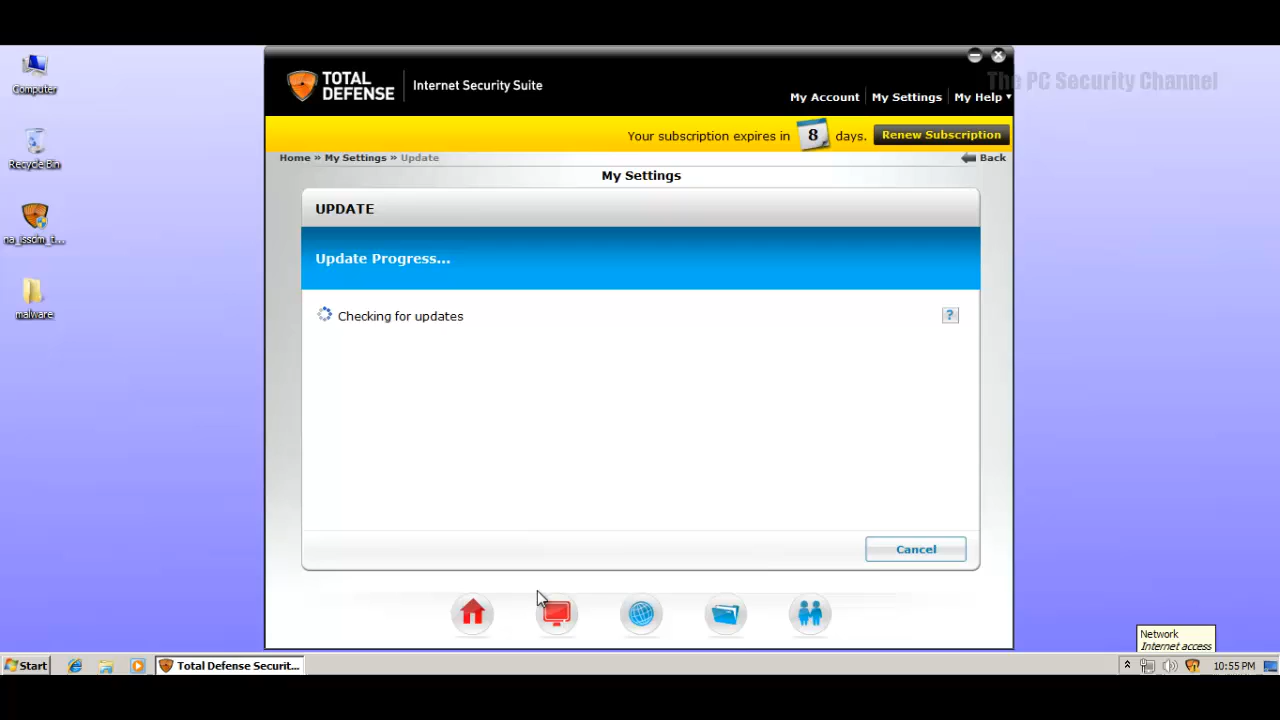 The PC Security Channel
TOTAL DEFENSE
Internet Security Suite
My Account My Settings My Help
Your subscription expires in 8 days. Renew Subscription
Home » My Settings » Update
Back
My Settings
UPDATE
Update Progress...
Checking for updates
?
Cancel
Computer
Recycle Bin
na_issdm_t...
malware
Network
Internet access
Start
Total Defense Securit...
10:55 PM